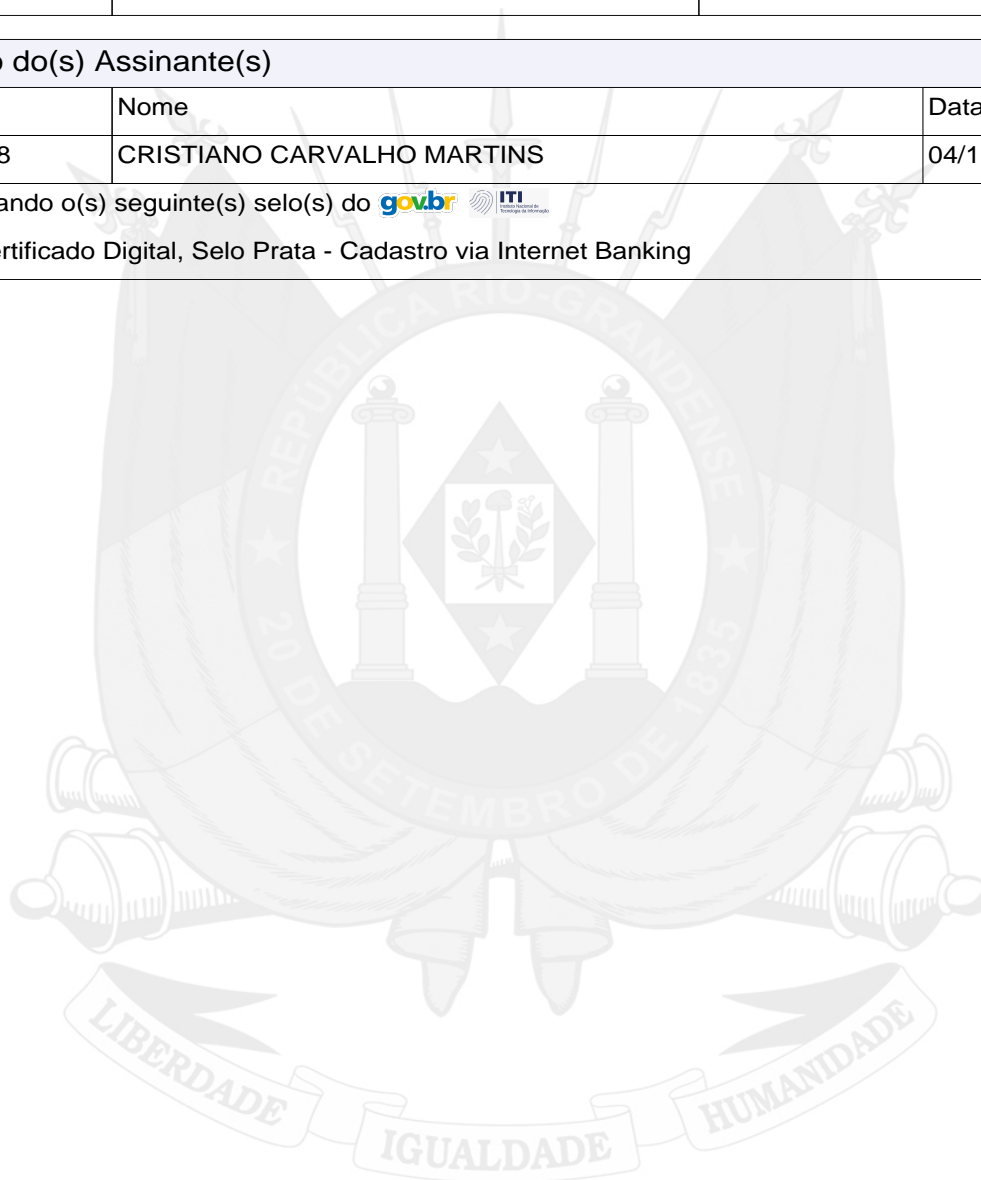 o do(s) Assinante(s)
Nome Data
8 CRISTIANO CARVALHO MARTINS 04/1
ando o(s) seguinte(s) selo(s) do gov.br ITI
rtificado Digital, Selo Prata - Cadastro via Internet Banking
REPÚBLICA RIO-GRANDENSE
20 DE SETEMBRO DE 1835
LIBERDADE IGUALDADE HUMANIDADE